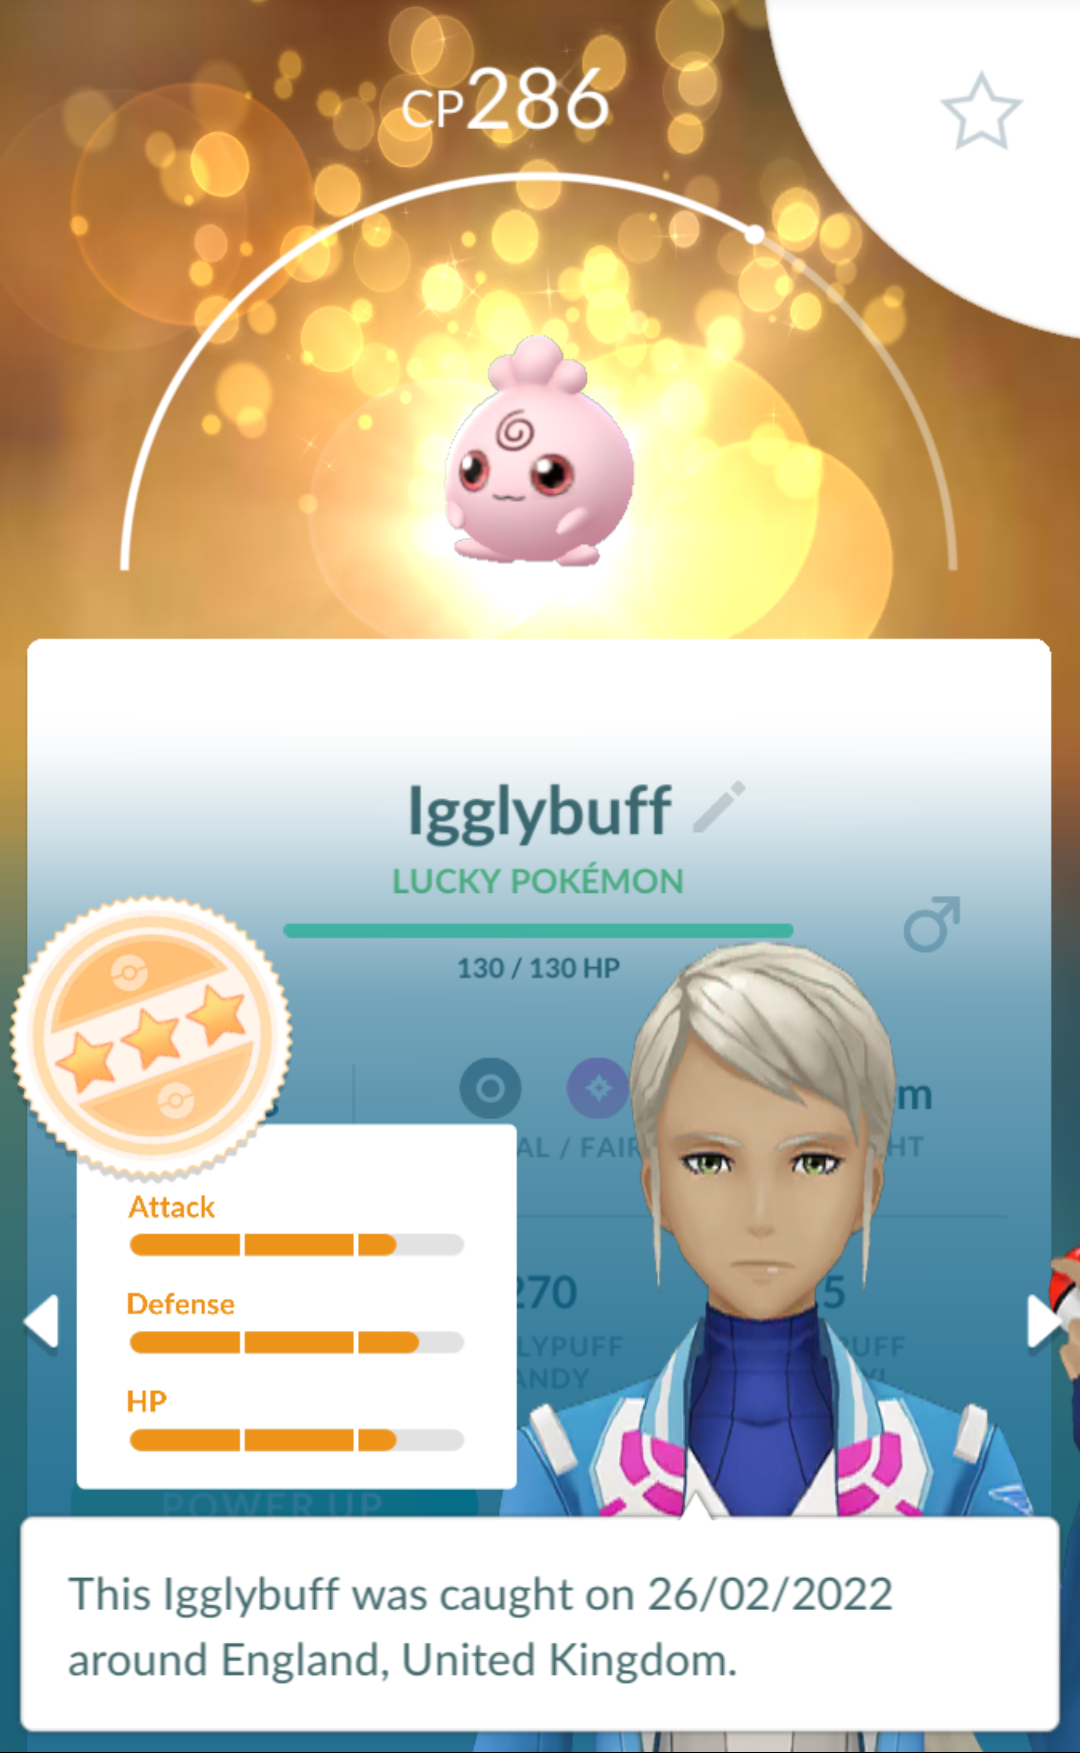 CP286
Igglybuff
LUCKY POKÉMON
130 / 130 HP
m
AL / FAIR
HT
Attack
270
5
Defense
LYPUFF
BUFF
ANDY
HP
POWER UP
This Igglybuff was caught on 26/02/2022
around England, United Kingdom.